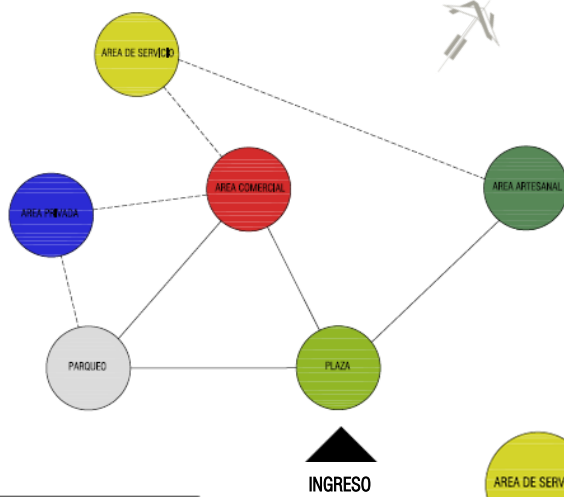 AREA DE SERVICIO
AREA COMERCIAL
AREA ARTESANAL
AREA PRIVADA
PARQUEO
PLAZA
INGRESO
AREA DE SERV